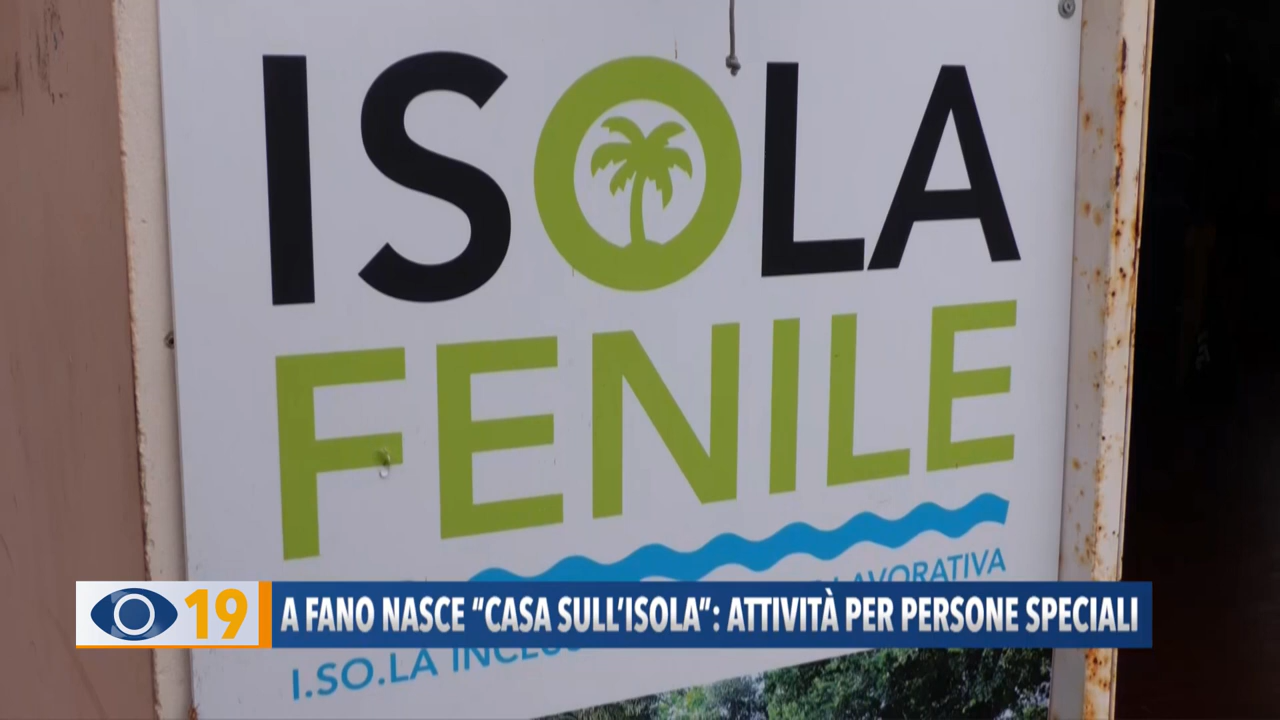 ISOLA
FENILE
LAVORATIVA
19 A FANO NASCE "CASA SULL'ISOLA": ATTIVITÀ PER PERSONE SPECIALI
I.SO.LA